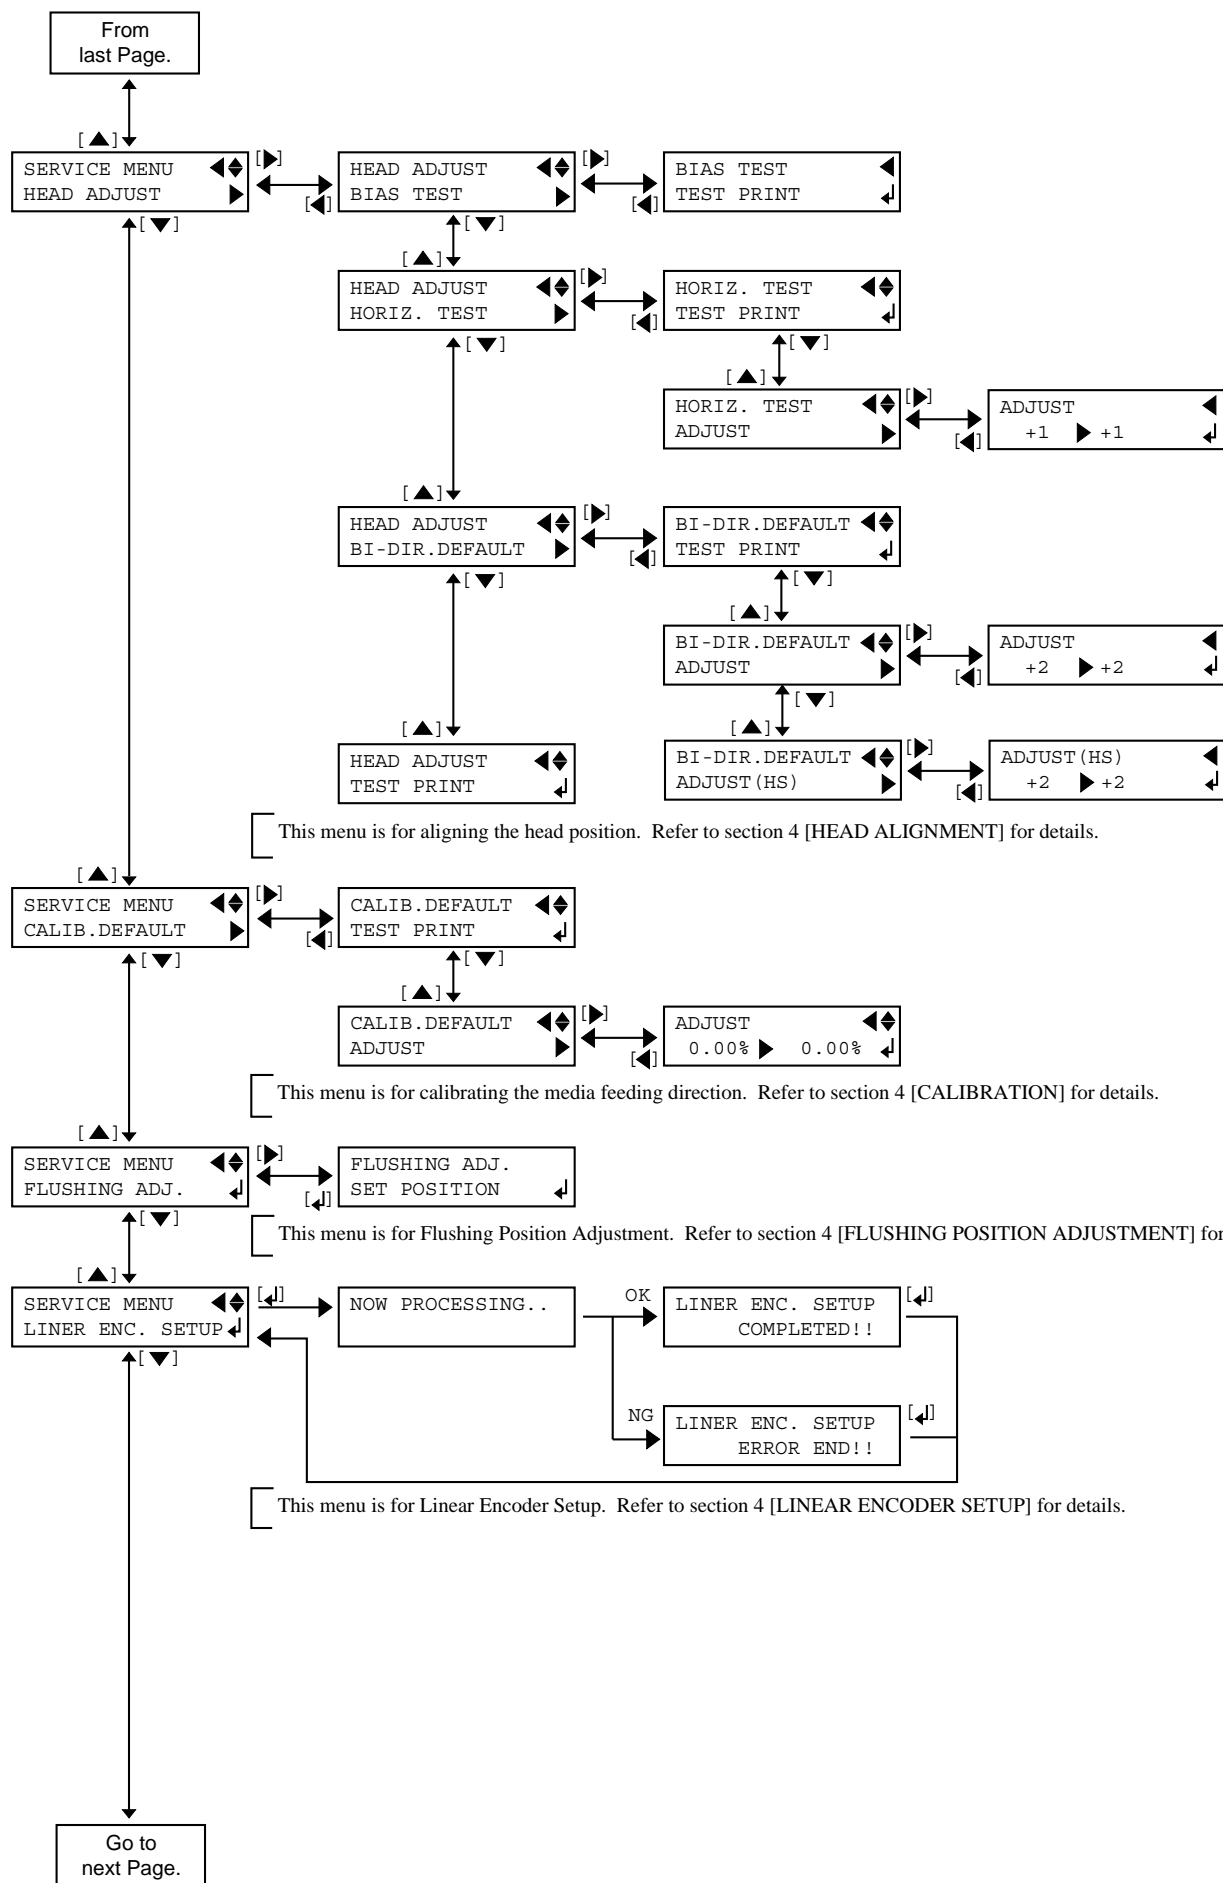 From
last Page.
[▲]
SERVICE MENU
HEAD ADJUST
[▶]
[◀]
HEAD ADJUST
BIAS TEST
[▶]
[◀]
BIAS TEST
TEST PRINT
[▼]
[▼]
[▲]
HEAD ADJUST
HORIZ. TEST
[▶]
[◀]
HORIZ. TEST
TEST PRINT
[▼]
[▼]
[▲]
HORIZ. TEST
ADJUST
[▶]
[◀]
ADJUST
+1 ▶ +1
[▲]
HEAD ADJUST
BI-DIR.DEFAULT
[▶]
[◀]
BI-DIR.DEFAULT
TEST PRINT
[▼]
[▼]
[▲]
BI-DIR.DEFAULT
ADJUST
[▶]
[◀]
ADJUST
+2 ▶ +2
[▼]
[▲]
[▲]
HEAD ADJUST
TEST PRINT
BI-DIR.DEFAULT
ADJUST(HS)
[▶]
[◀]
ADJUST(HS)
+2 ▶ +2
This menu is for aligning the head position. Refer to section 4 [HEAD ALIGNMENT] for details.
[▲]
SERVICE MENU
CALIB.DEFAULT
[▶]
[◀]
CALIB.DEFAULT
TEST PRINT
[▼]
[▼]
[▲]
CALIB.DEFAULT
ADJUST
[▶]
[◀]
ADJUST
0.00% ▶ 0.00%
This menu is for calibrating the media feeding direction. Refer to section 4 [CALIBRATION] for details.
[▲]
SERVICE MENU
FLUSHING ADJ.
[▶]
[↵]
FLUSHING ADJ.
SET POSITION
[▼]
This menu is for Flushing Position Adjustment. Refer to section 4 [FLUSHING POSITION ADJUSTMENT] for
[▲]
SERVICE MENU
LINER ENC. SETUP
[↵]
NOW PROCESSING..
OK
LINER ENC. SETUP
COMPLETED!!
[↵]
[▼]
NG
LINER ENC. SETUP
ERROR END!!
[↵]
This menu is for Linear Encoder Setup. Refer to section 4 [LINEAR ENCODER SETUP] for details.
Go to
next Page.